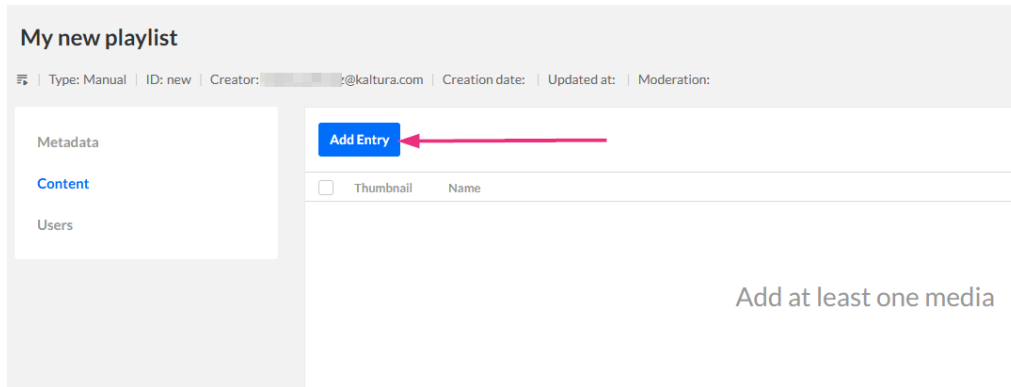 My new playlist
Type: Manual | ID: new | Creator: @kaltura.com | Creation date: | Updated at: | Moderation:
Metadata
Content
Users
Add Entry
Thumbnail Name
Add at least one media